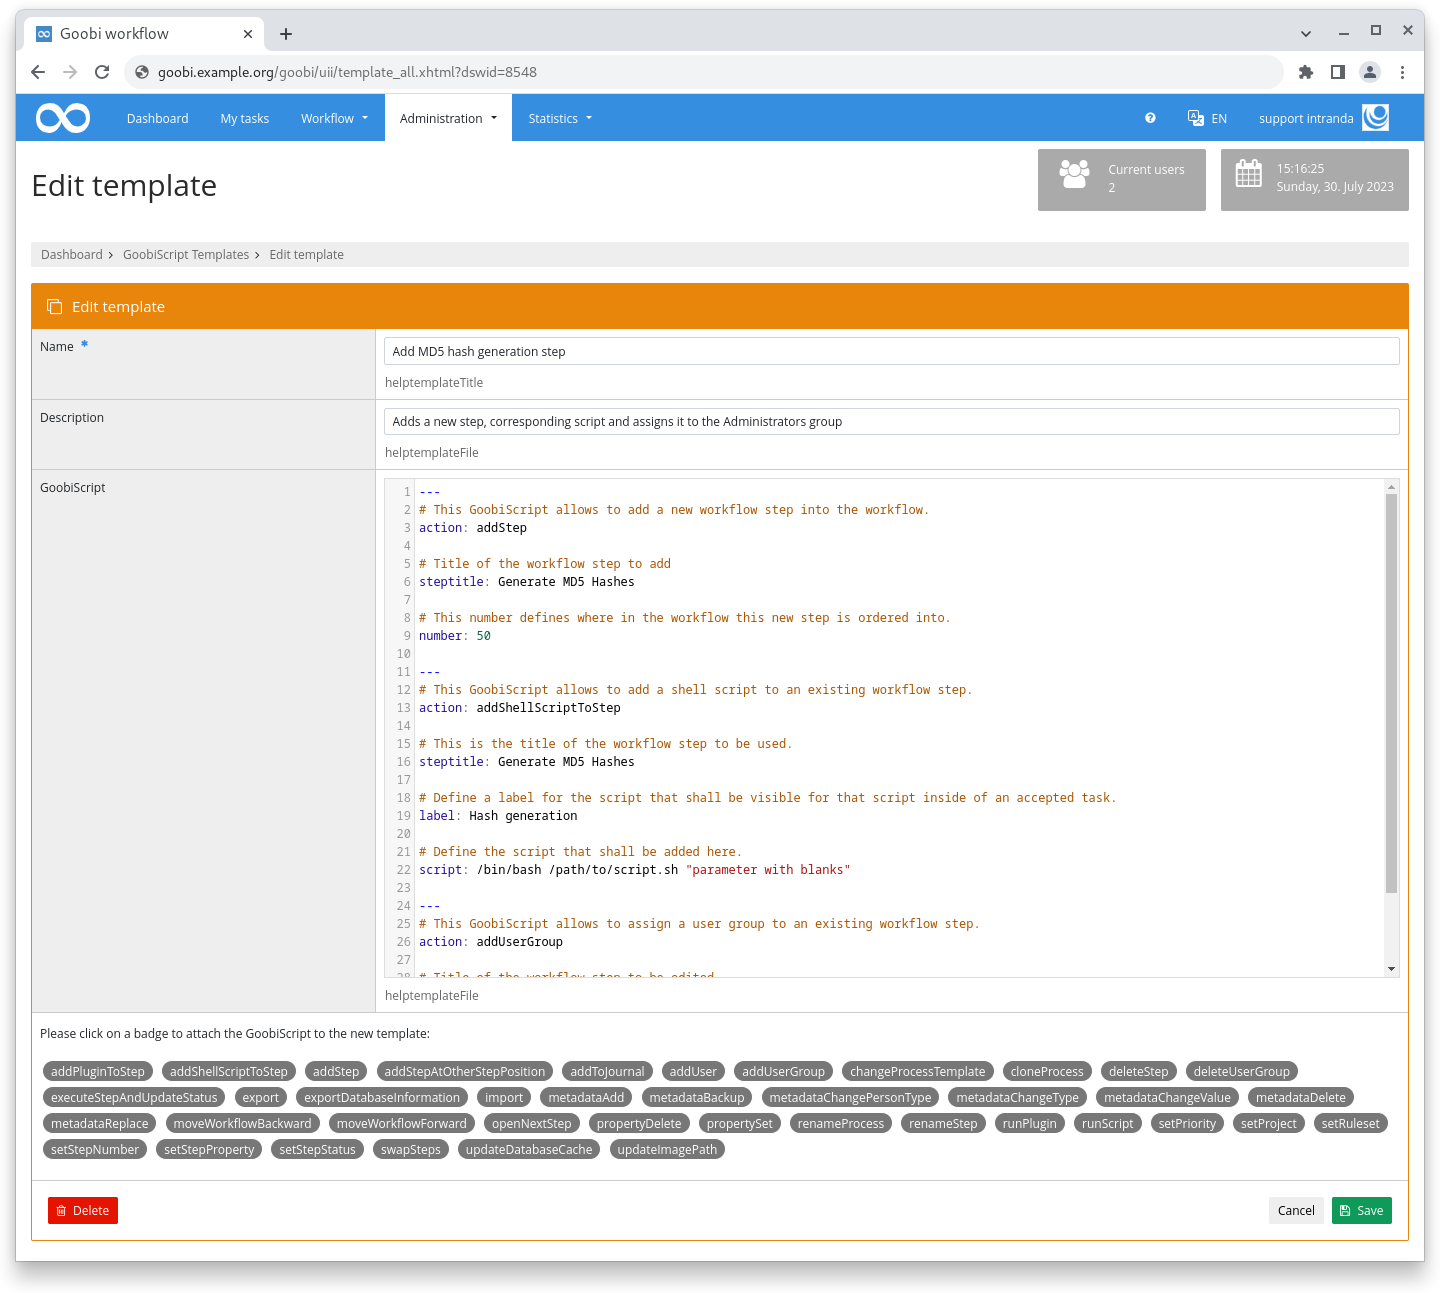 Goobi workflow
goobi.example.org/goobi/uii/template_all.xhtml?dswid=8548
Dashboard My tasks Workflow Administration Statistics EN support intranda
Edit template
Current users
2
15:16:25
Sunday, 30. July 2023
Dashboard GoobiScript Templates Edit template
Edit template
Name * Add MD5 hash generation step
helptemplateTitle
Description Adds a new step, corresponding script and assigns it to the Administrators group
helptemplateFile
GoobiScript
1 ---
2 # This GoobiScript allows to add a new workflow step into the workflow.
3 action: addStep
4
5 # Title of the workflow step to add
6 steptitle: Generate MD5 Hashes
7
8 # This number defines where in the workflow this new step is ordered into.
9 number: 50
10
11 ---
12 # This GoobiScript allows to add a shell script to an existing workflow step.
13 action: addShellScriptToStep
14
15 # This is the title of the workflow step to be used.
16 steptitle: Generate MD5 Hashes
17
18 # Define a label for the script that shall be visible for that script inside of an accepted task.
19 label: Hash generation
20
21 # Define the script that shall be added here.
22 script: /bin/bash /path/to/script.sh "parameter with blanks"
23
24 ---
25 # This GoobiScript allows to assign a user group to an existing workflow step.
26 action: addUserGroup
27
28 # Title of the workflow step to be edited
helptemplateFile
Please click on a badge to attach the GoobiScript to the new template:
addPluginToStep addShellScriptToStep addStep addStepAtOtherStepPosition addToJournal addUser addUserGroup changeProcessTemplate cloneProcess deleteStep deleteUserGroup
executeStepAndUpdateStatus export exportDatabaseInformation import metadataAdd metadataBackup metadataChangePersonType metadataChangeType metadataChangeValue metadataDelete
metadataReplace moveWorkflowBackward moveWorkflowForward openNextStep propertyDelete propertySet renameProcess renameStep runPlugin runScript setPriority setProject setRuleset
setStepNumber setStepProperty setStepStatus swapSteps updateDatabaseCache updateImagePath
Delete Cancel Save